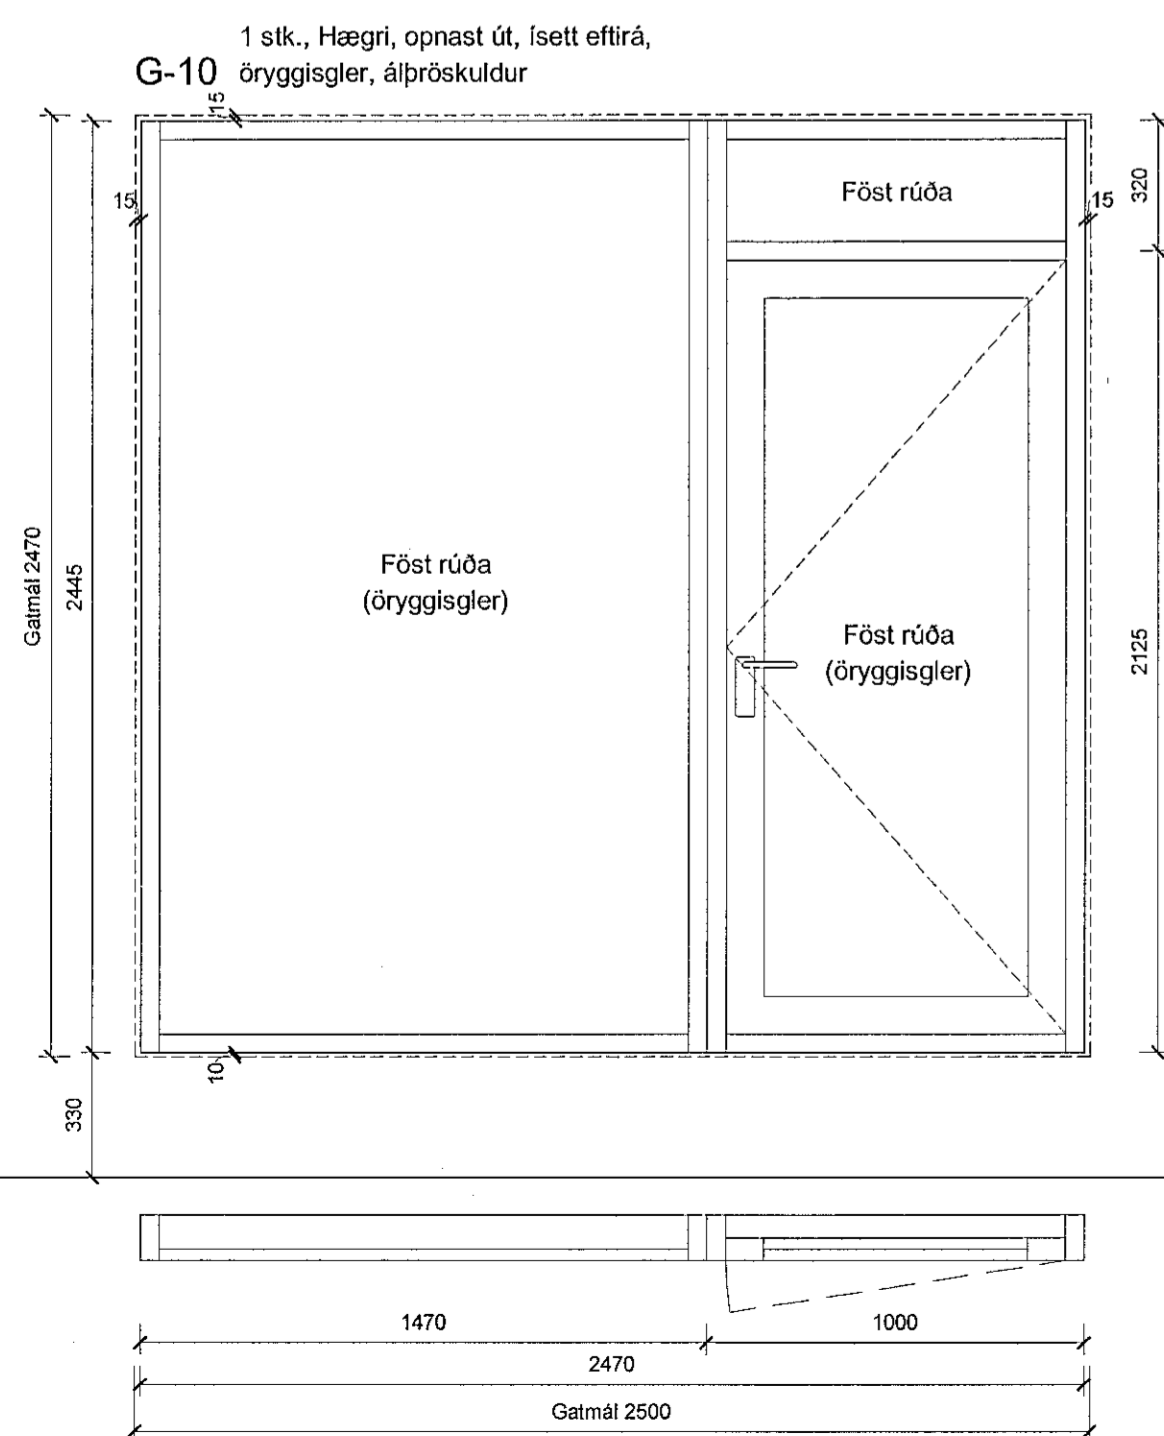 1 stk., Hægri, opnast út, ísett eftirá,
G-10 öryggisgler, álþröskuldur
15
15
Föst rúða
15
320
Gatmál 2470
2445
Föst rúða
(öryggisgler)
Föst rúða
(öryggisgler)
2125
10
330
1470
1000
2470
Gatmál 2500